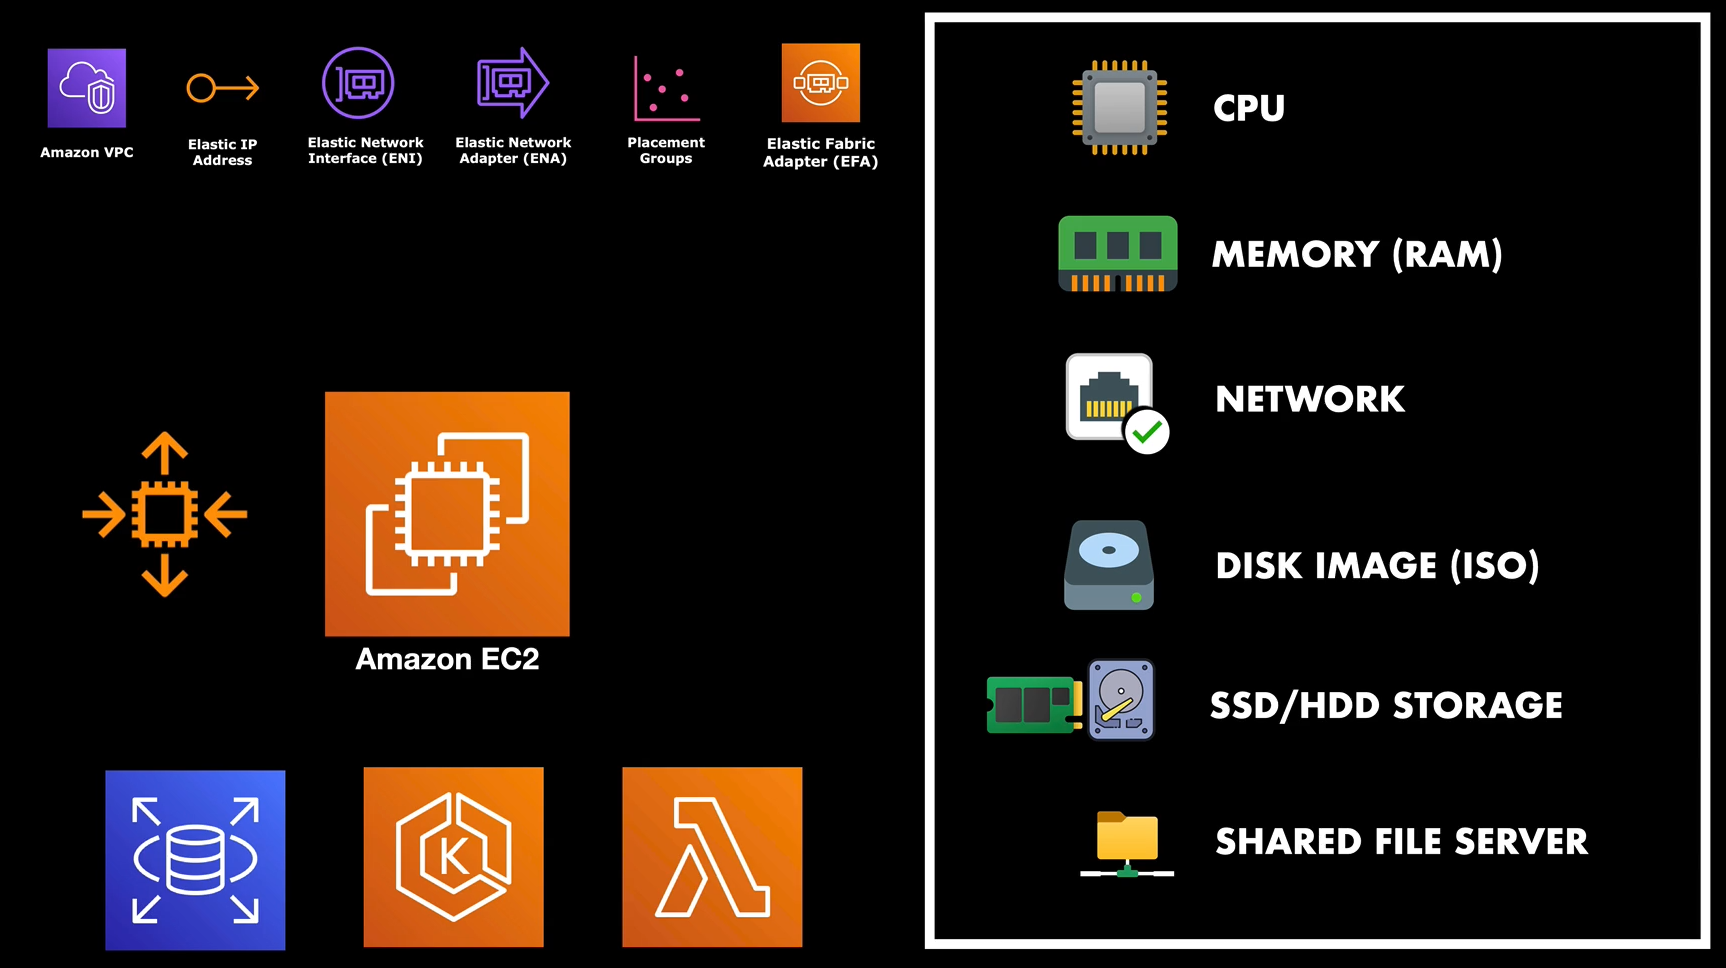 Amazon VPC
Elastic IP
Address
Elastic Network
Interface (ENI)
Elastic Network
Adapter (ENA)
Placement
Groups
Elastic Fabric
Adapter (EFA)
Amazon EC2
K
CPU
MEMORY (RAM)
NETWORK
DISK IMAGE (ISO)
SSD/HDD STORAGE
SHARED FILE SERVER